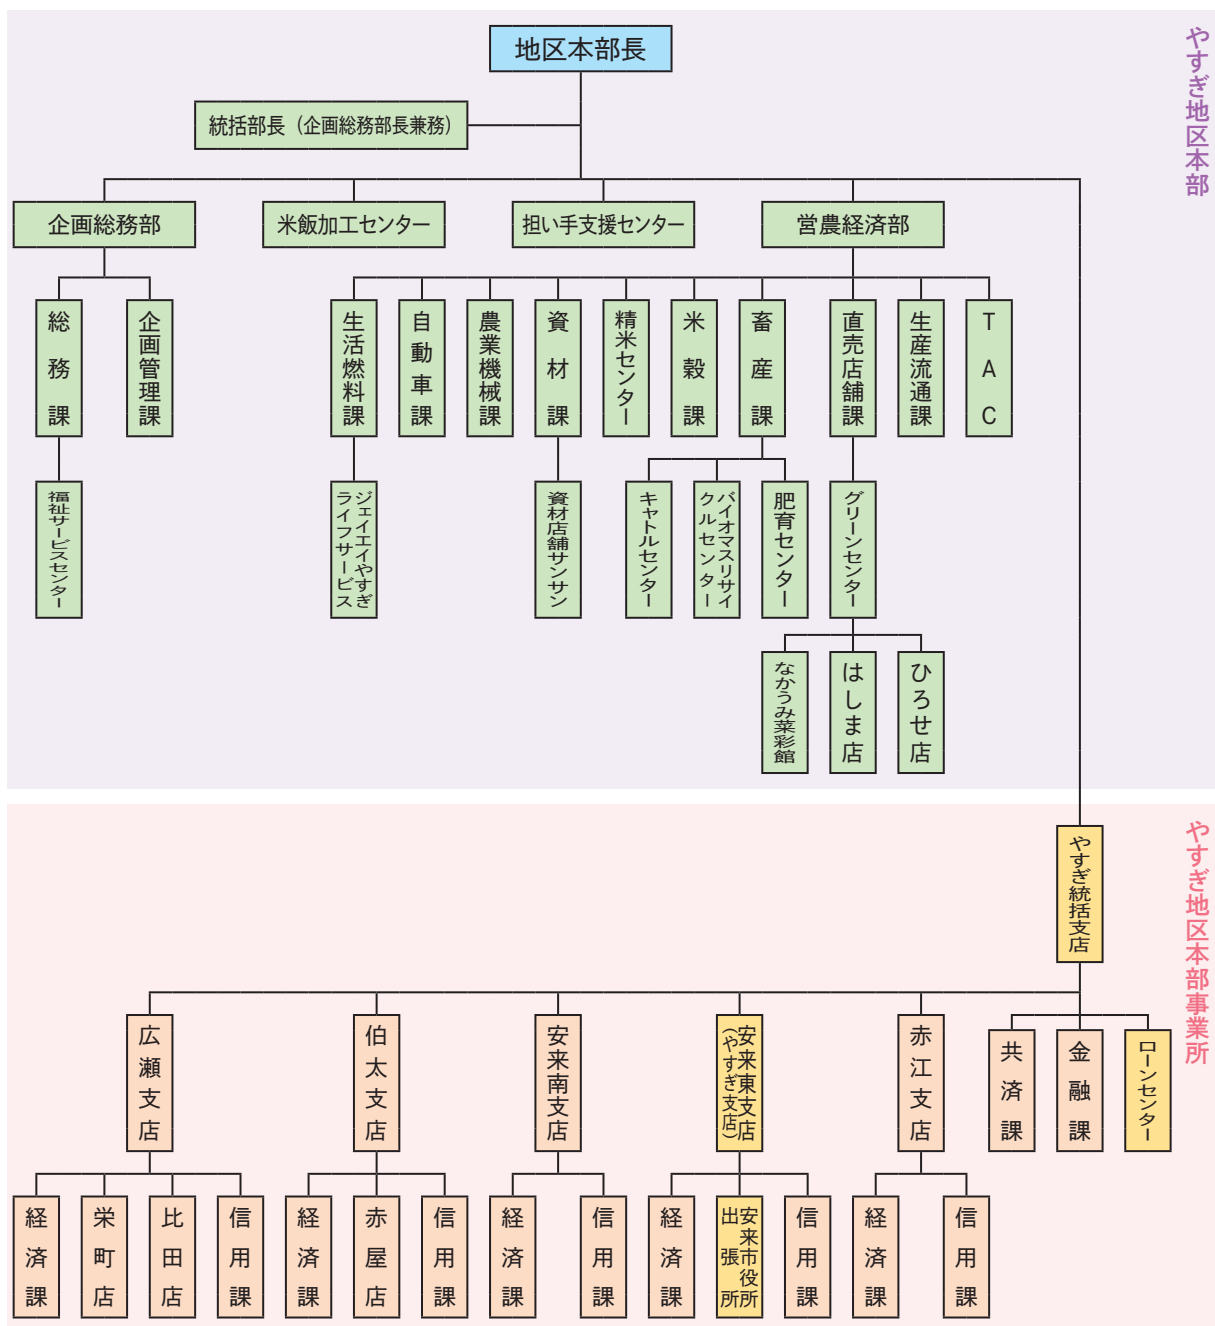 やすぎ地区本部
地区本部長
統括部長（企画総務部長兼務）
企画総務部
米飯加工センター
担い手支援センター
営農経済部
総務課
企画管理課
生活燃料課
自動車課
農業機械課
資材課
精米センター
米穀課
畜産課
直売店舗課
生産流通課
TAC
福祉サービスセンター
ジェイエイやすぎ
ライフサービス
資材店舗サンサン
キャトルセンター
バイオマスリサイ
クルセンター
肥育センター
グリーンセンター
なかうみ菜彩館
はしま店
ひろせ店
やすぎ地区本部事業所
やすぎ統括支店
広瀬支店
伯太支店
安来南支店
安来東支店
（やすぎ支店）
赤江支店
共済課
金融課
ローンセンター
経済課
栄町店
比田店
信用課
経済課
赤屋店
信用課
経済課
信用課
経済課
安来市役所
出張所
信用課
経済課
信用課